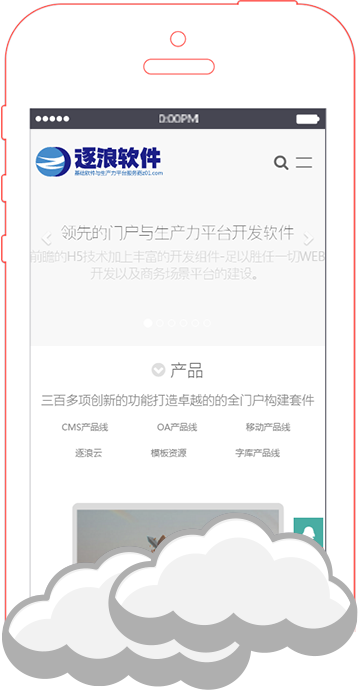 0:00PM
逐浪软件
基础软件与生产力平台服务商z01.com
领先的门户与生产力平台开发软件
前瞻的H5技术加上丰富的开发组件-足以胜任一切WEB
开发以及商务场景平台的建设。
产品
三百多项创新的功能打造卓越的的全门户构建套件
CMS产品线 OA产品线 移动产品线
逐浪云 模板资源 字库产品线